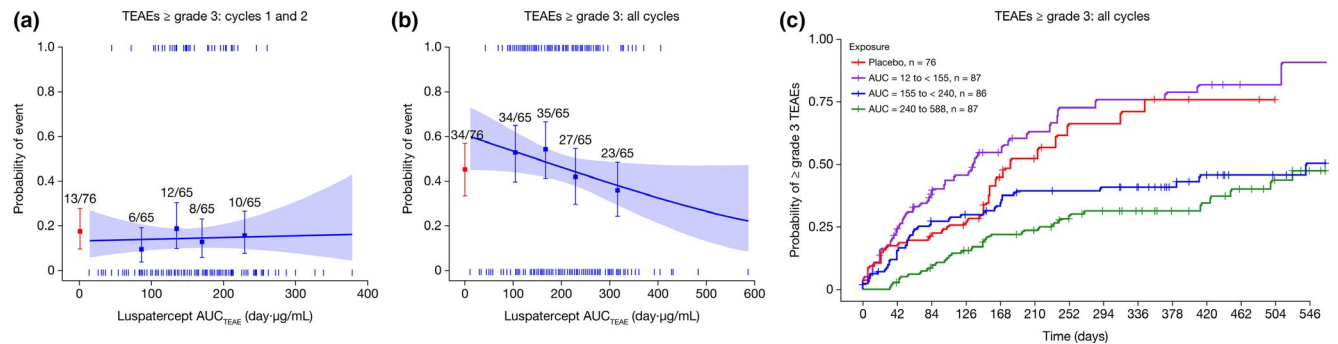 (a)
TEAEs ≥ grade 3: cycles 1 and 2
Probability of event
1.0
0.8
0.6
0.4
0.2
0
13/76
6/65
12/65
8/65
10/65
0 100 200 300 400
Luspatercept AUC_TEAE (day·µg/mL)
(b)
TEAEs ≥ grade 3: all cycles
Probability of event
1.0
0.8
0.6
0.4
0.2
0
34/76
34/65
35/65
27/65
23/65
0 100 200 300 400 500 600
Luspatercept AUC_TEAE (day·µg/mL)
(c)
TEAEs ≥ grade 3: all cycles
Probability of ≥ grade 3 TEAEs
1.00
0.75
0.50
0.25
0
Exposure
Placebo, n = 76
AUC = 12 to < 155, n = 87
AUC = 155 to < 240, n = 86
AUC = 240 to 588, n = 87
0 42 84 126 168 210 252 294 336 378 420 462 504 546
Time (days)